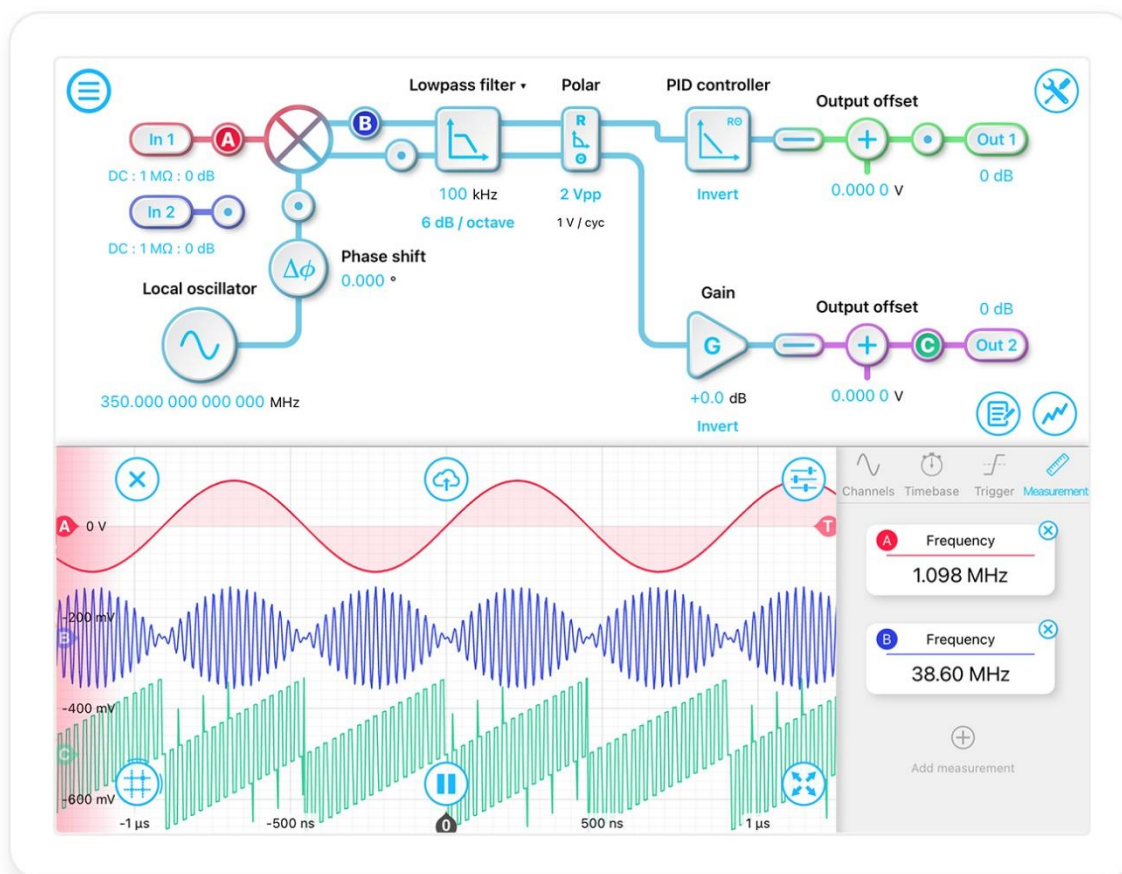 Lowpass filter ▾
Polar
PID controller
Output offset
In 1
A
B
R
Θ
RΘ
Out 1
DC : 1 MΩ : 0 dB
100 kHz
2 Vpp
Invert
0.000 0 V
0 dB
In 2
6 dB / octave
1 V / cyc
DC : 1 MΩ : 0 dB
Δϕ
Phase shift
0.000 °
Local oscillator
Gain
Output offset
0 dB
G
C
Out 2
350.000 000 000 000 MHz
+0.0 dB
0.000 0 V
Invert
A
0 V
T
-200 mV
B
-400 mV
C
-600 mV
-1 µs
-500 ns
0
500 ns
1 µs
Channels
Timebase
Trigger
Measurement
A
Frequency
1.098 MHz
B
Frequency
38.60 MHz
Add measurement